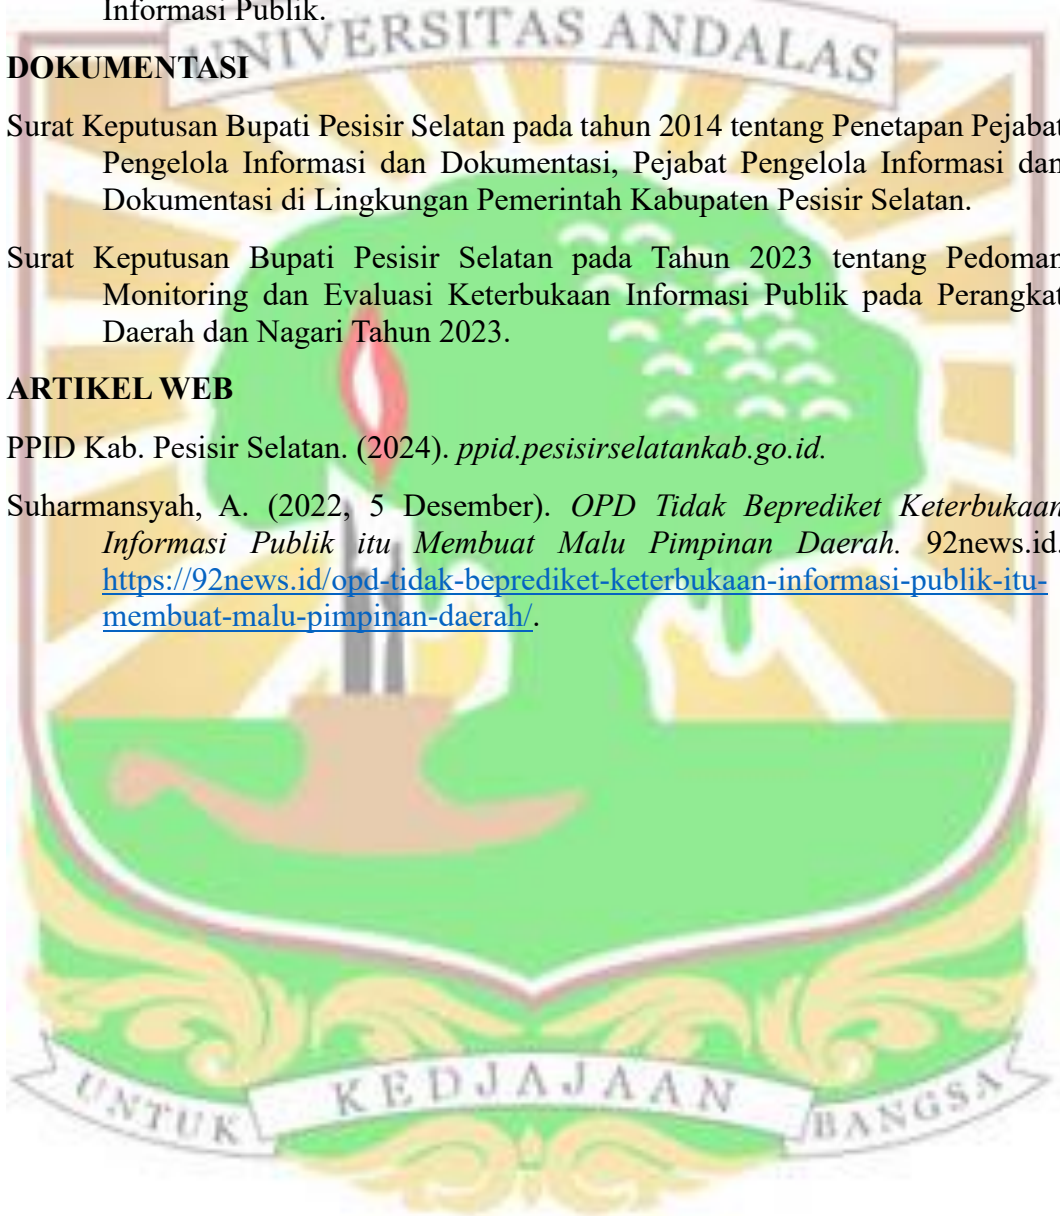 Informasi Publik.
UNIVERSITAS ANDALAS
DOKUMENTASI
Surat Keputusan Bupati Pesisir Selatan pada tahun 2014 tentang Penetapan Pejabat
Pengelola Informasi dan Dokumentasi, Pejabat Pengelola Informasi dan
Dokumentasi di Lingkungan Pemerintah Kabupaten Pesisir Selatan.
Surat Keputusan Bupati Pesisir Selatan pada Tahun 2023 tentang Pedoman
Monitoring dan Evaluasi Keterbukaan Informasi Publik pada Perangkat
Daerah dan Nagari Tahun 2023.
ARTIKEL WEB
PPID Kab. Pesisir Selatan. (2024). ppid.pesisirselatankab.go.id.
Suharmansyah, A. (2022, 5 Desember). OPD Tidak Beprediket Keterbukaan
Informasi Publik itu Membuat Malu Pimpinan Daerah. 92news.id.
https://92news.id/opd-tidak-beprediket-keterbukaan-informasi-publik-itu-
membuat-malu-pimpinan-daerah/.
UNTUK KEDJAJAAN BANGSA